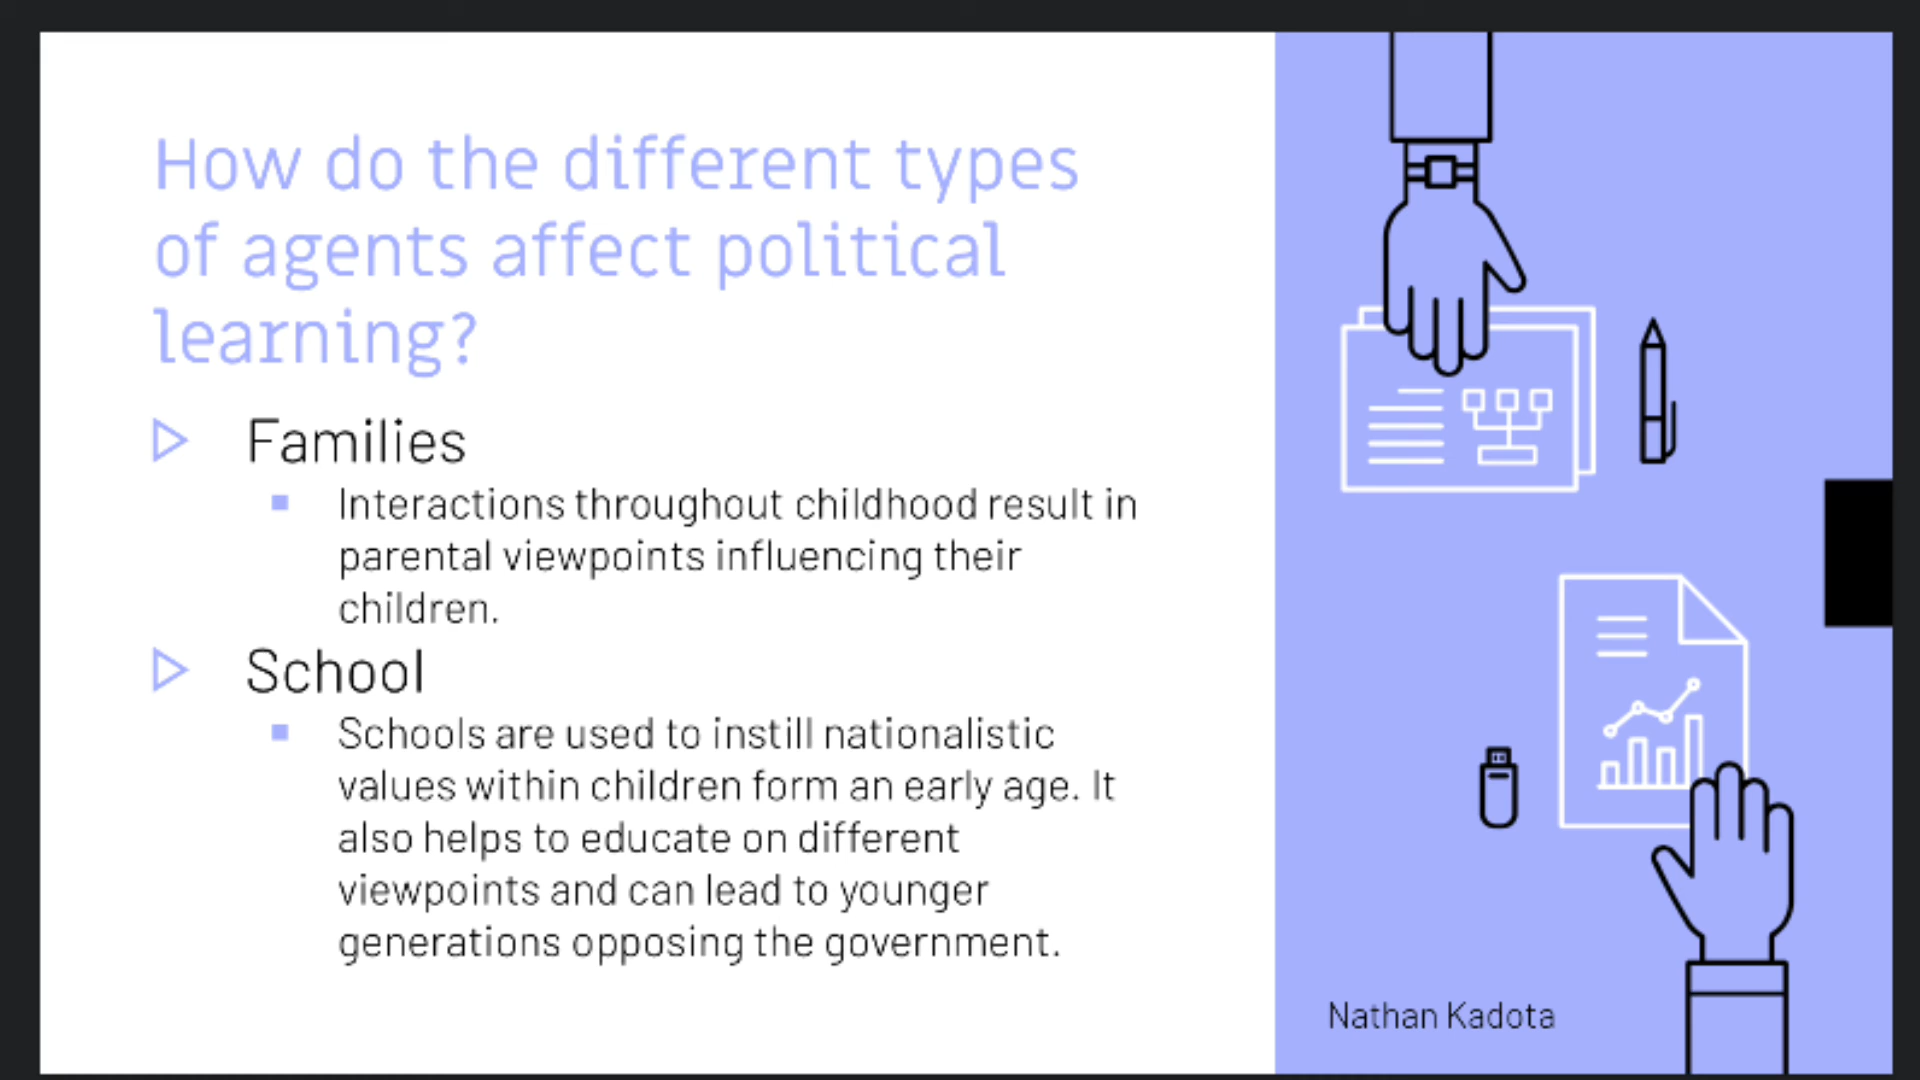 How do the different types
of agents affect political
learning?
Families
Interactions throughout childhood result in
parental viewpoints influencing their
children.
School
Schools are used to instill nationalistic
values within children form an early age. It
also helps to educate on different
viewpoints and can lead to younger
generations opposing the government.
Nathan Kadota